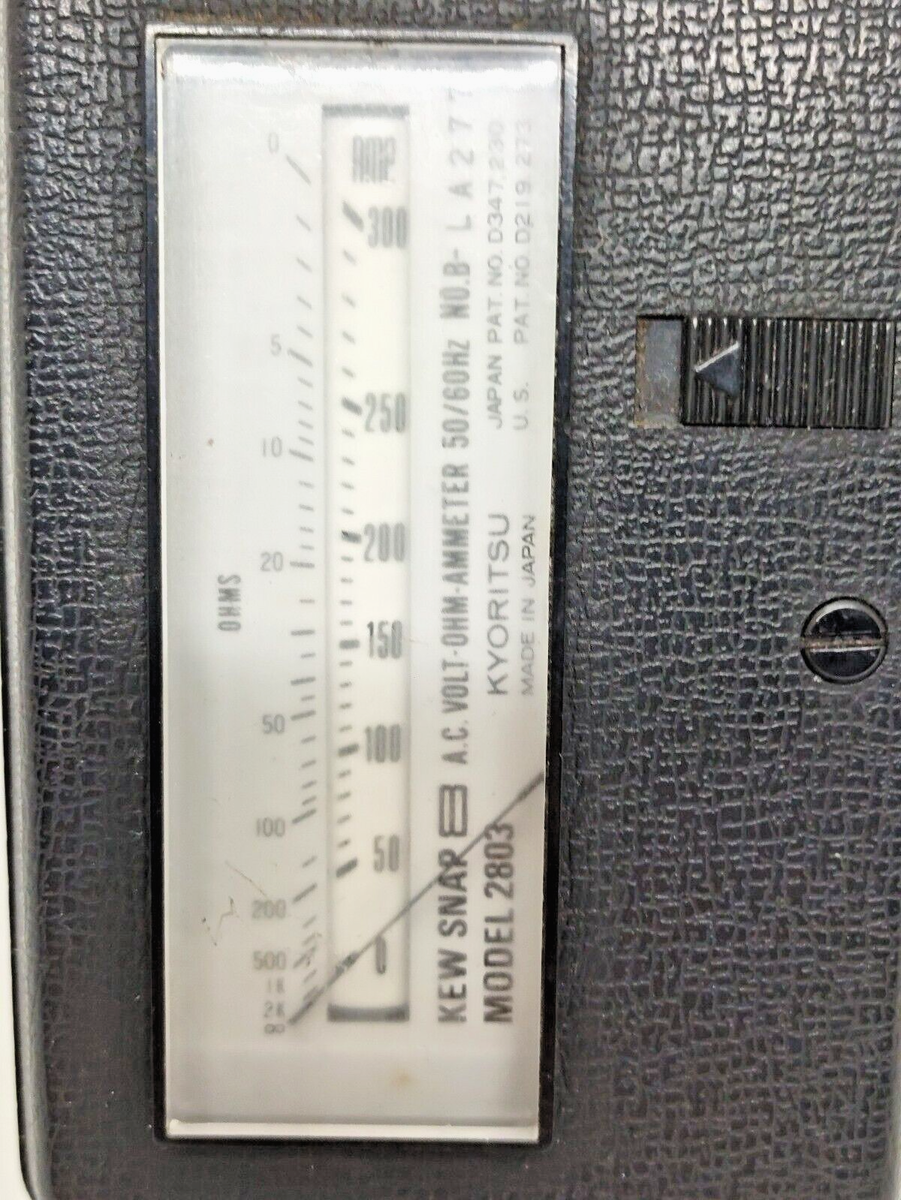 0
5
10
20
50
100
200
500
1K
2K
∞
OHMS
AMP
300
250
200
150
100
50
0
KEW SNAP 8 A.C. VOLT-OHM-AMMETER 50/60Hz NO.B- L A 2 7
MODEL 2803
KYORITSU
MADE IN JAPAN
JAPAN PAT. NO. D347,230
U.S. PAT. NO. D219,273